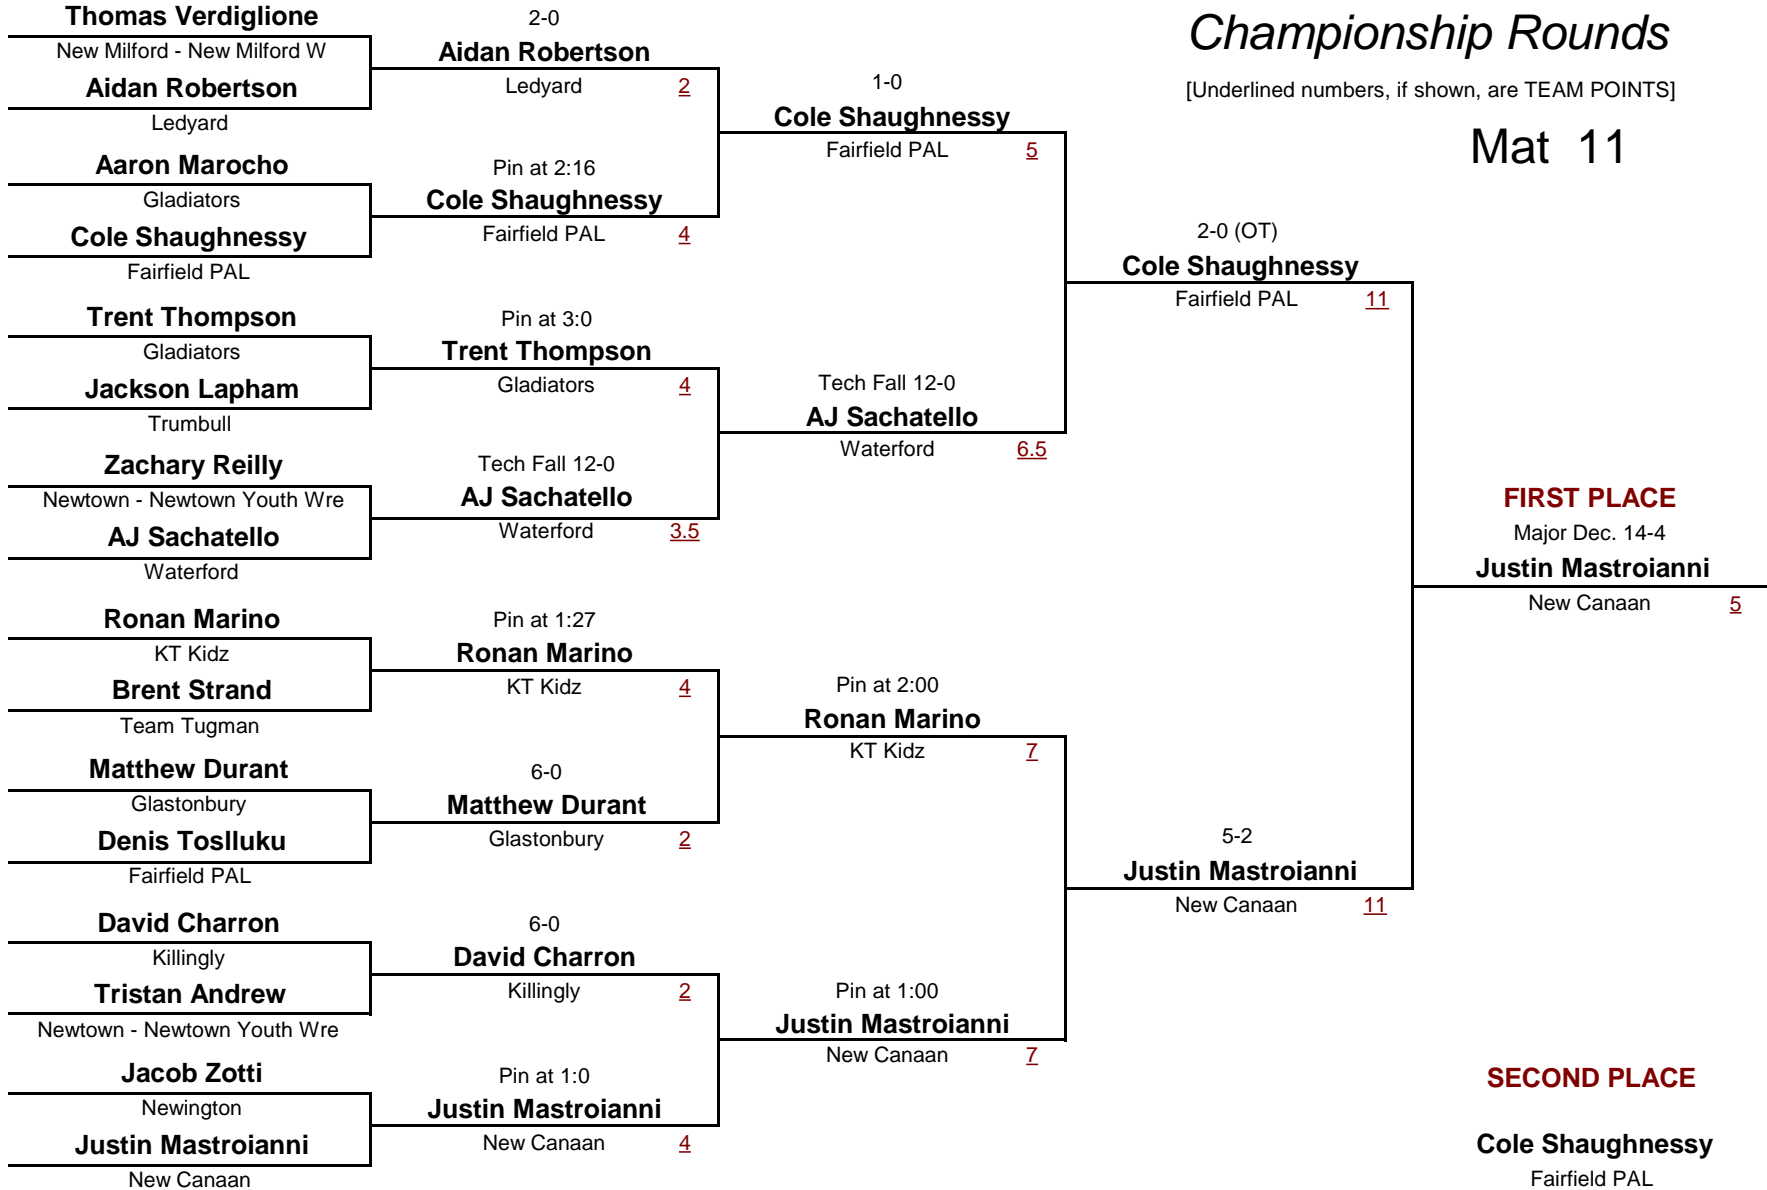 Championship Rounds
[Underlined numbers, if shown, are TEAM POINTS]
Mat 11
Thomas Verdiglione
New Milford - New Milford W
Aidan Robertson
Ledyard
Aaron Marocho
Gladiators
Cole Shaughnessy
Fairfield PAL
Trent Thompson
Gladiators
Jackson Lapham
Trumbull
Zachary Reilly
Newtown - Newtown Youth Wre
AJ Sachatello
Waterford
Ronan Marino
KT Kidz
Brent Strand
Team Tugman
Matthew Durant
Glastonbury
Denis Toslluku
Fairfield PAL
David Charron
Killingly
Tristan Andrew
Newtown - Newtown Youth Wre
Jacob Zotti
Newington
Justin Mastroianni
New Canaan
2-0
Aidan Robertson
Ledyard 2
Pin at 2:16
Cole Shaughnessy
Fairfield PAL 4
Pin at 3:0
Trent Thompson
Gladiators 4
Tech Fall 12-0
AJ Sachatello
Waterford 3.5
Pin at 1:27
Ronan Marino
KT Kidz 4
6-0
Matthew Durant
Glastonbury 2
6-0
David Charron
Killingly 2
Pin at 1:0
Justin Mastroianni
New Canaan 4
1-0
Cole Shaughnessy
Fairfield PAL 5
Tech Fall 12-0
AJ Sachatello
Waterford 6.5
Pin at 2:00
Ronan Marino
KT Kidz 7
Pin at 1:00
Justin Mastroianni
New Canaan 7
2-0 (OT)
Cole Shaughnessy
Fairfield PAL 11
5-2
Justin Mastroianni
New Canaan 11
FIRST PLACE
Major Dec. 14-4
Justin Mastroianni
New Canaan 5
SECOND PLACE
Cole Shaughnessy
Fairfield PAL